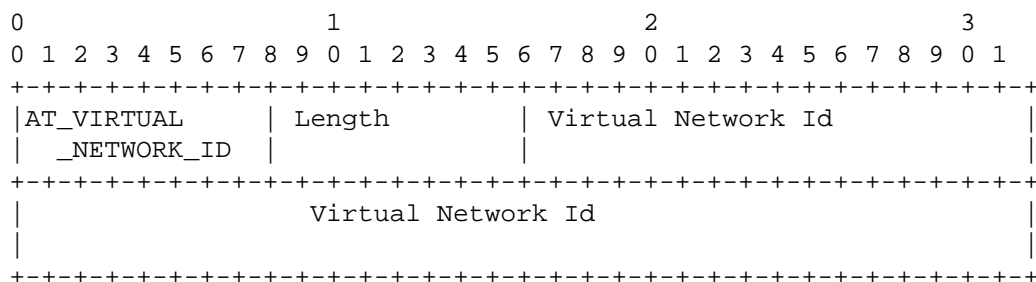 0                   1                   2                   3
0 1 2 3 4 5 6 7 8 9 0 1 2 3 4 5 6 7 8 9 0 1 2 3 4 5 6 7 8 9 0 1
+-+-+-+-+-+-+-+-+-+-+-+-+-+-+-+-+-+-+-+-+-+-+-+-+-+-+-+-+-+-+-+-+
|AT_VIRTUAL     | Length        | Virtual Network Id            |
|  _NETWORK_ID  |               |                               |
+-+-+-+-+-+-+-+-+-+-+-+-+-+-+-+-+-+-+-+-+-+-+-+-+-+-+-+-+-+-+-+-+
|                  Virtual Network Id                           |
|                                                               |
+-+-+-+-+-+-+-+-+-+-+-+-+-+-+-+-+-+-+-+-+-+-+-+-+-+-+-+-+-+-+-+-+